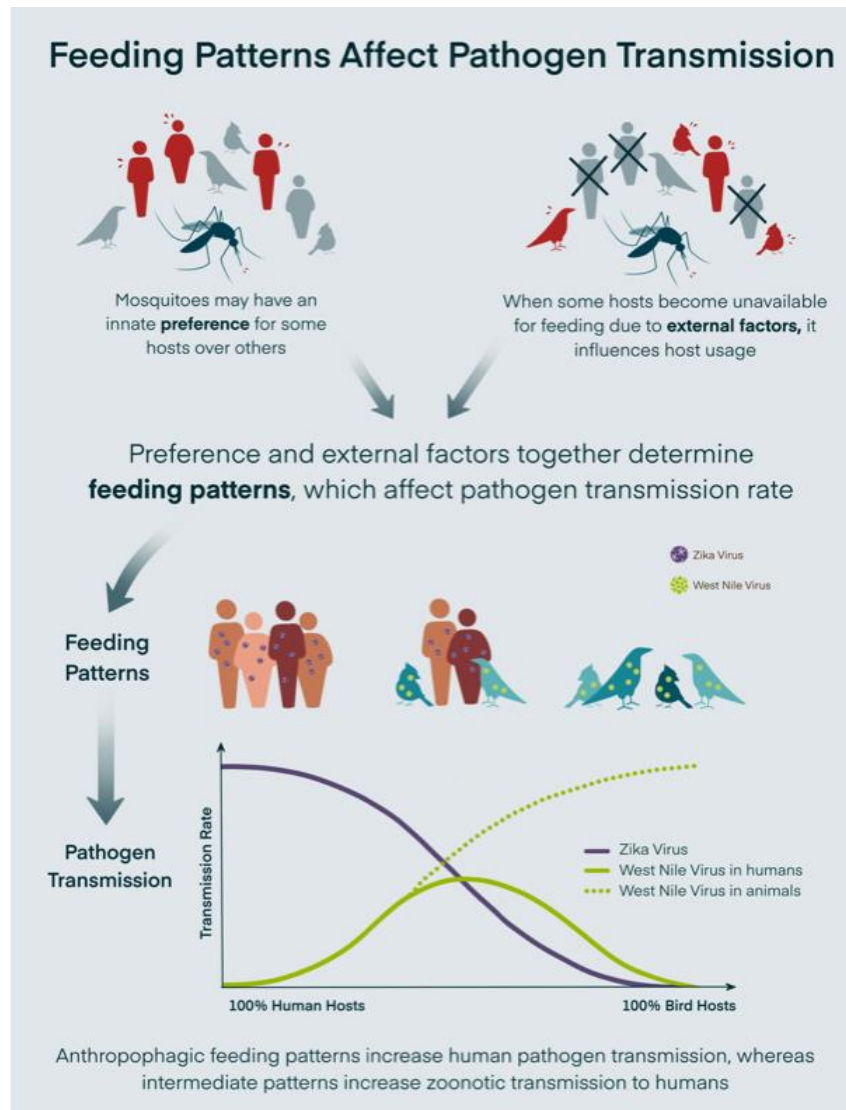 Feeding Patterns Affect Pathogen Transmission
Mosquitoes may have an
innate preference for some
hosts over others
When some hosts become unavailable
for feeding due to external factors, it
influences host usage
Preference and external factors together determine
feeding patterns, which affect pathogen transmission rate
Zika Virus
West Nile Virus
Feeding
Patterns
Pathogen
Transmission
Transmission Rate
Zika Virus
West Nile Virus in humans
West Nile Virus in animals
100% Human Hosts
100% Bird Hosts
Anthropophagic feeding patterns increase human pathogen transmission, whereas
intermediate patterns increase zoonotic transmission to humans